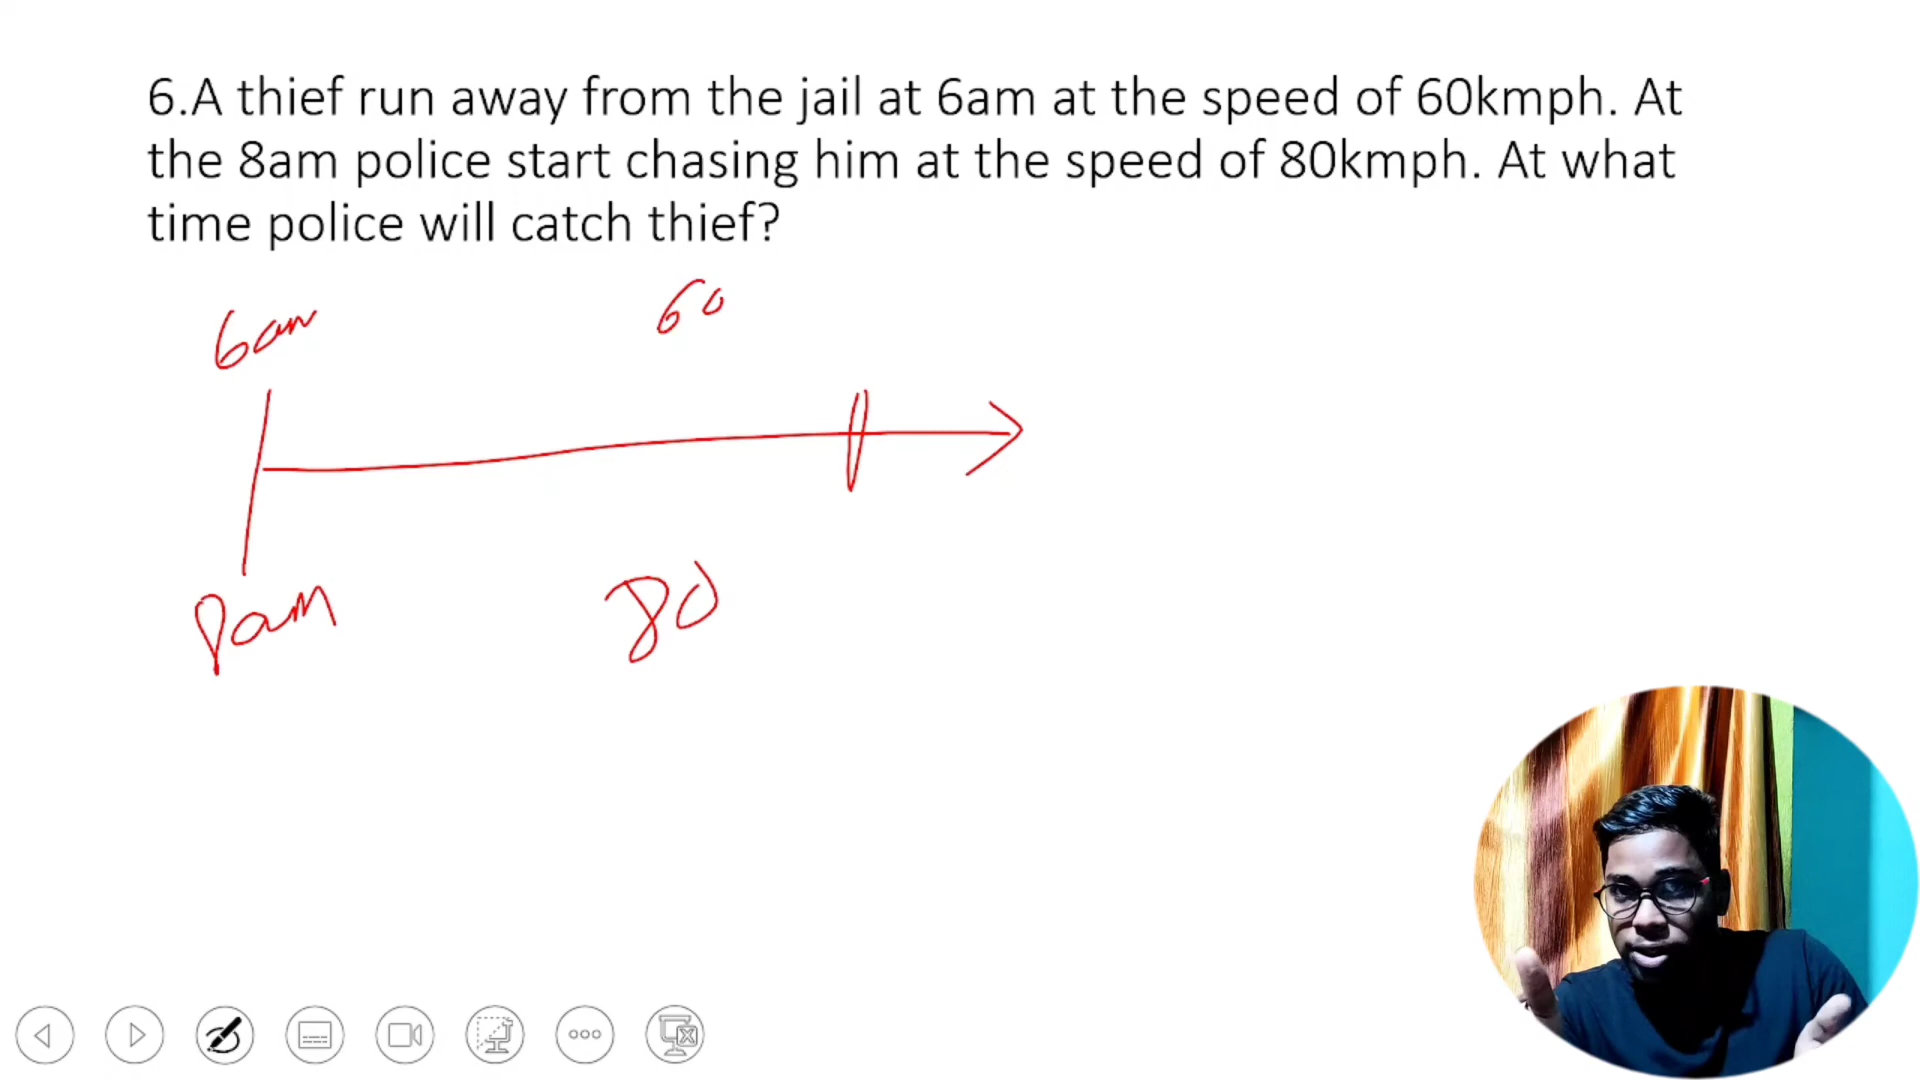 6.A thief run away from the jail at 6am at the speed of 60kmph. At
the 8am police start chasing him at the speed of 80kmph. At what
time police will catch thief?
6am
60
8am
80